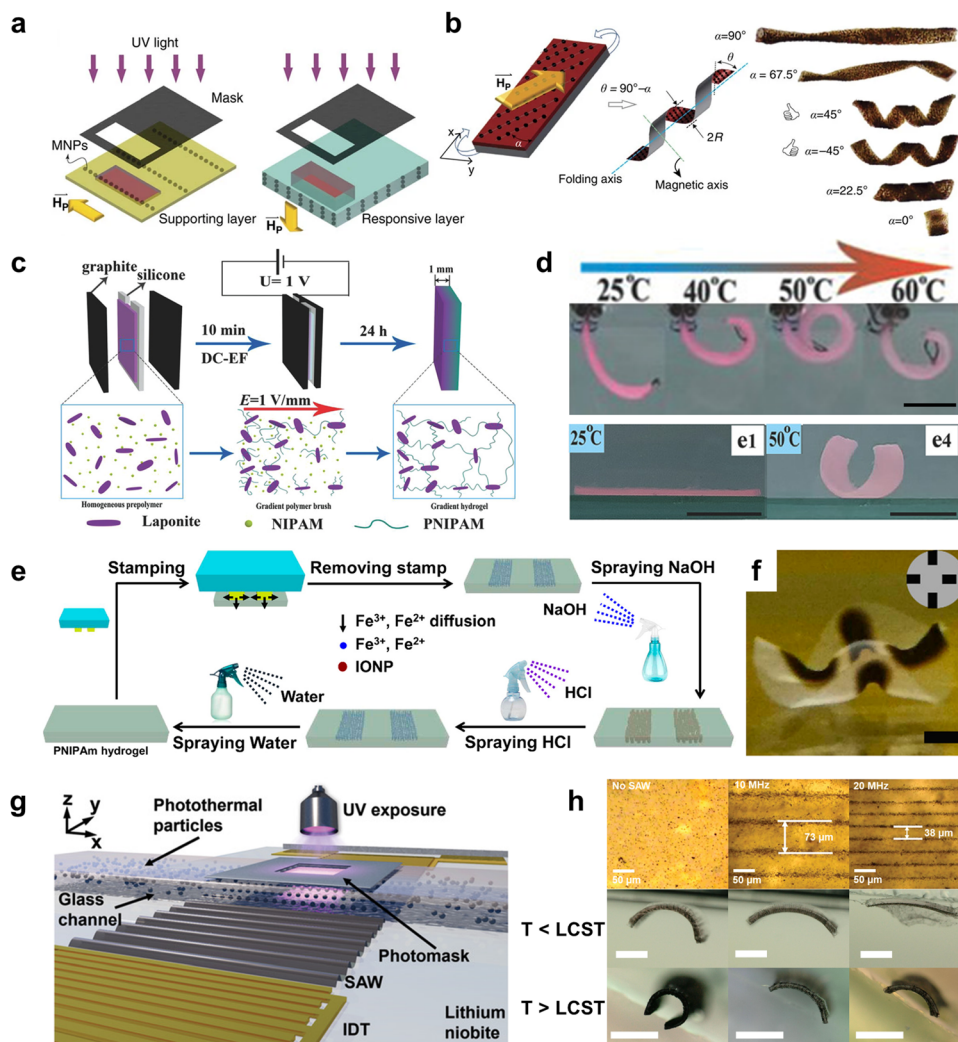 a
UV light
Mask
MNPs
H_P
Supporting layer
H_P
Responsive layer
b
H_P
α
x
y
θ = 90°−α
θ
2R
Folding axis
Magnetic axis
α=90°
α = 67.5°
α=45°
α=−45°
α=22.5°
α=0°
c
graphite
silicone
U= 1 V
10 min
DC-EF
24 h
1 mm
E=1 V/mm
Homogeneous prepolymer
Gradient polymer brush
Gradient hydrogel
Laponite
NIPAM
PNIPAM
d
25°C 40°C 50°C 60°C
25°C
e1
50°C
e4
e
Stamping
Removing stamp
Spraying NaOH
Fe³⁺, Fe²⁺ diffusion
Fe³⁺, Fe²⁺
IONP
NaOH
Water
HCl
PNIPAm hydrogel
Spraying Water
Spraying HCl
f
g
z
y
x
Photothermal
particles
UV exposure
Glass
channel
Photomask
SAW
IDT
Lithium
niobite
h
No SAW
10 MHz
20 MHz
73 μm
38 μm
50 μm
50 μm
50 μm
T < LCST
T > LCST